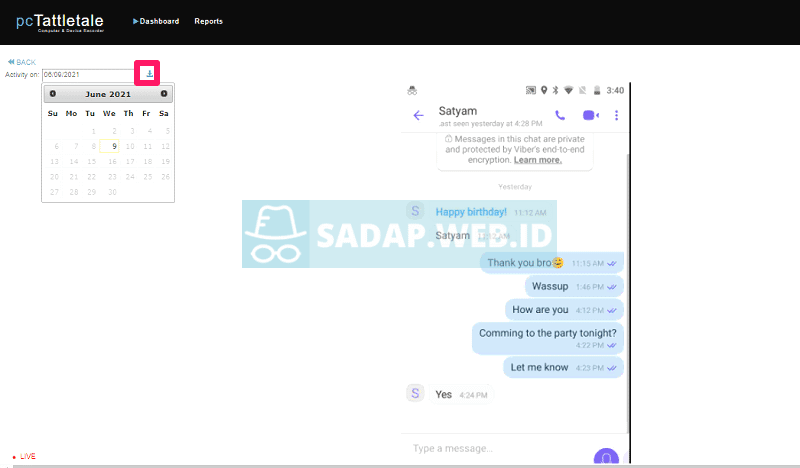 pcTattletale
Computer & Device Recorder
Dashboard
Reports
BACK
Activity on: 06/09/2021
June 2021
Su Mo Tu We Th Fr Sa
1 2 3 4 5
6 7 8 9 10 11 12
13 14 15 16 17 18 19
20 21 22 23 24 25 26
27 28 29 30
LIVE
3:40
Satyam
Last seen yesterday at 4:28 PM
Messages in this chat are private
and protected by Viber's end-to-end
encryption. Learn more.
Yesterday
S
Happy birthday! 11:12 AM
Satyam
SADAP.WEB.ID
Thank you bro🤗 11:15 AM
Wassup 1:46 PM
How are you 4:12 PM
Comming to the party tonight?
4:22 PM
Let me know 4:23 PM
S
Yes 4:24 PM
Type a message...